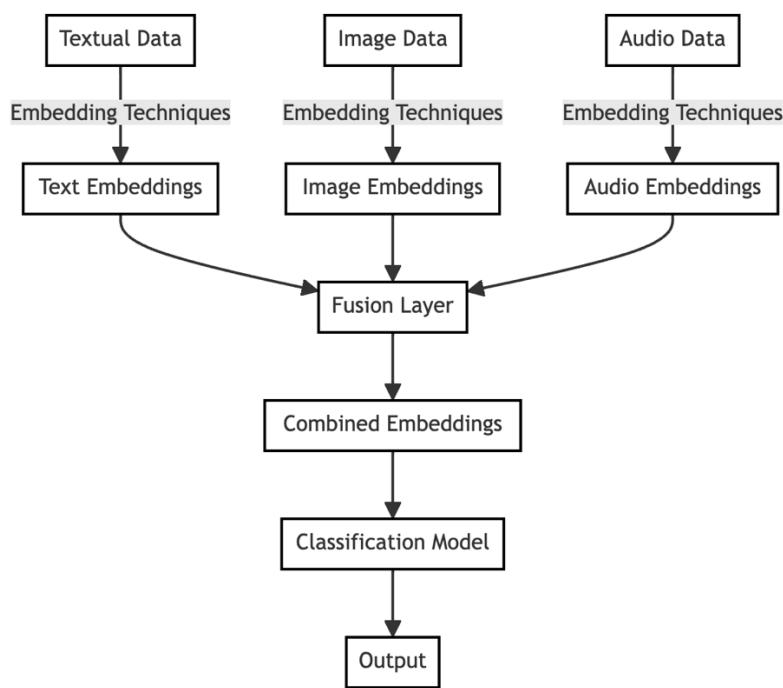 Textual Data
Image Data
Audio Data
Embedding Techniques
Embedding Techniques
Embedding Techniques
Text Embeddings
Image Embeddings
Audio Embeddings
Fusion Layer
Combined Embeddings
Classification Model
Output